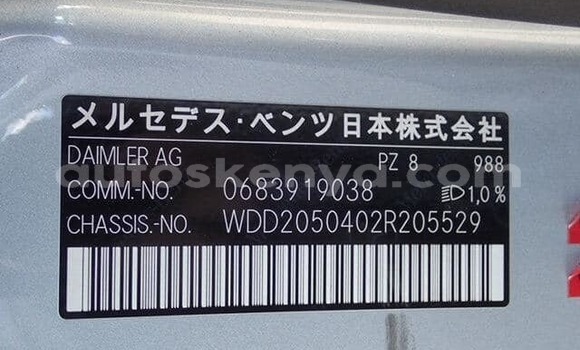 メルセデス・ベンツ日本株式会社
DAIMLER AG PZ 8 988
COMM.-NO. 0683919038 1,0%
CHASSIS.-NO. WDD2050402R205529
autoskenya.com